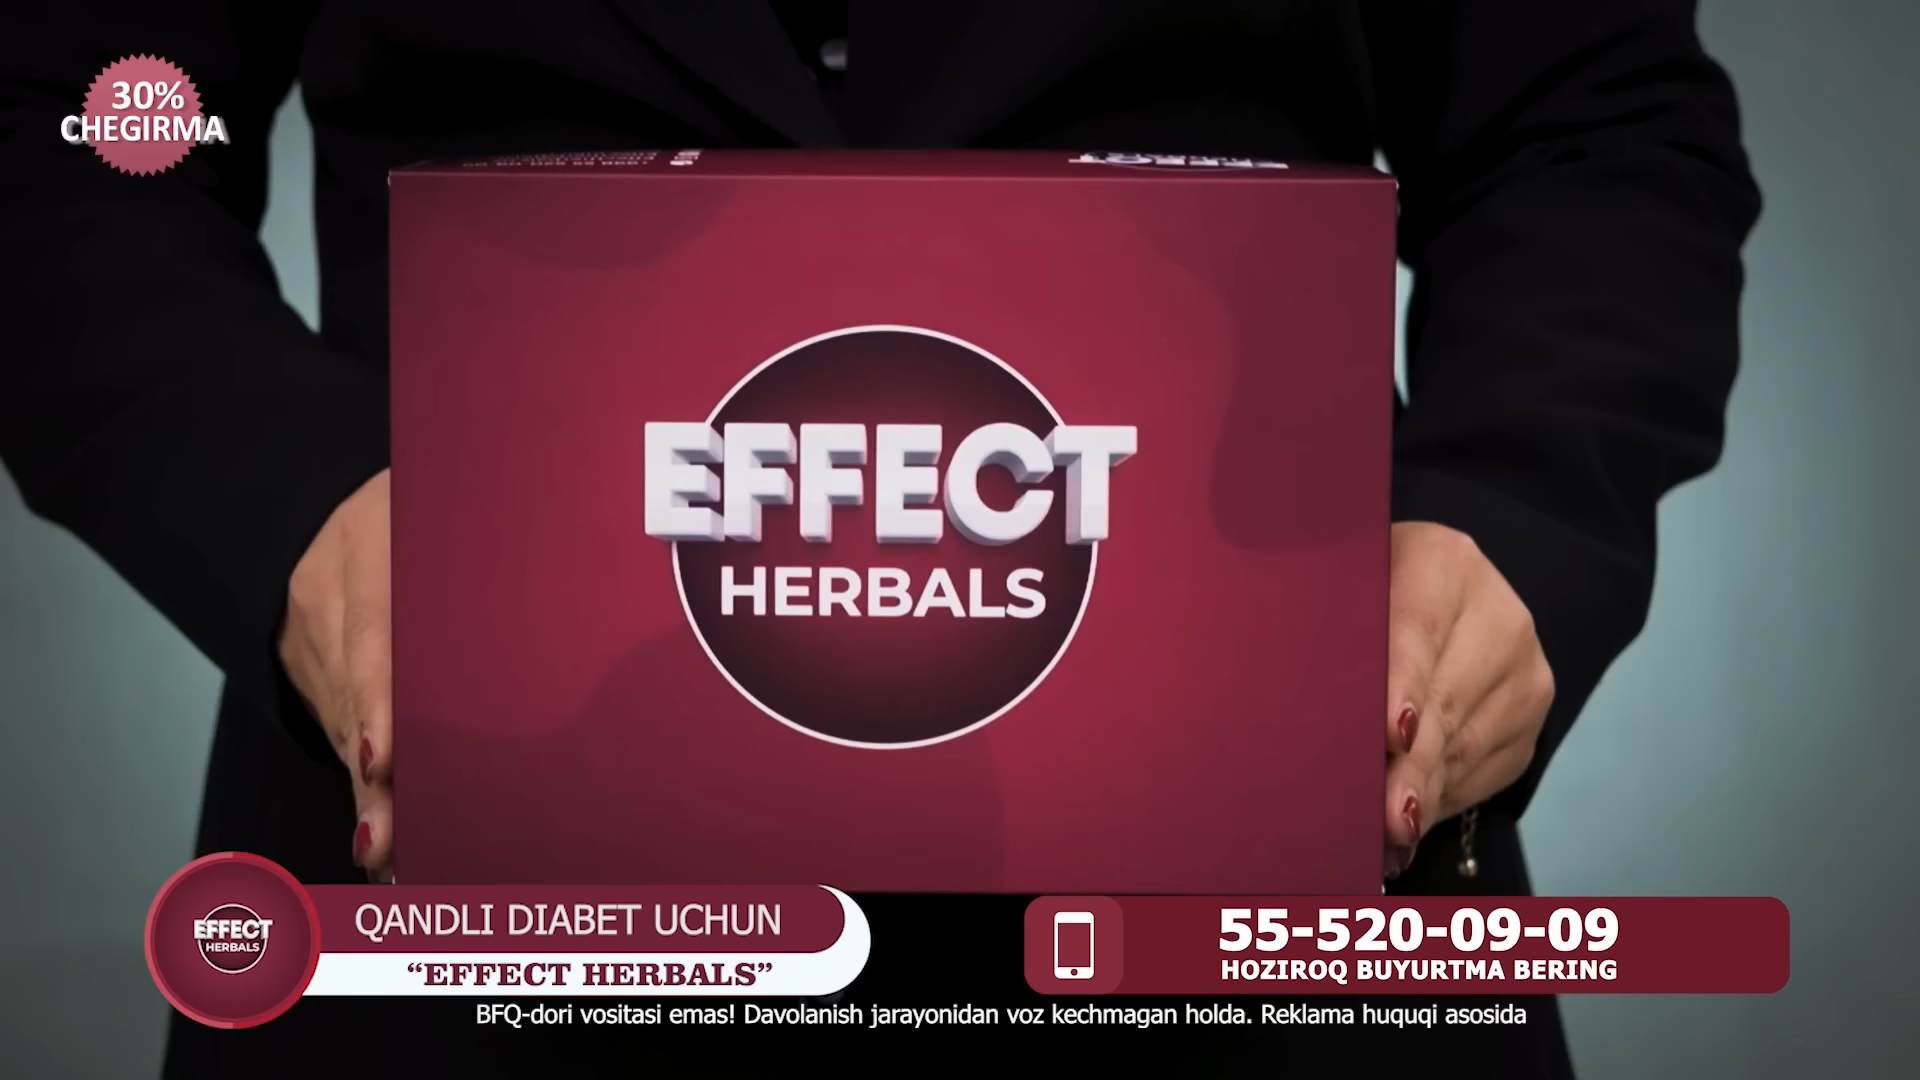 30%
CHEGIRMA
EFFECT
EFFECT
HERBALS
EFFECT
HERBALS
QANDLI DIABET UCHUN
“EFFECT HERBALS”
55-520-09-09
HOZIROQ BUYURTMA BERING
BFQ-dori vositasi emas! Davolanish jarayonidan voz kechmagan holda. Reklama huquqi asosida